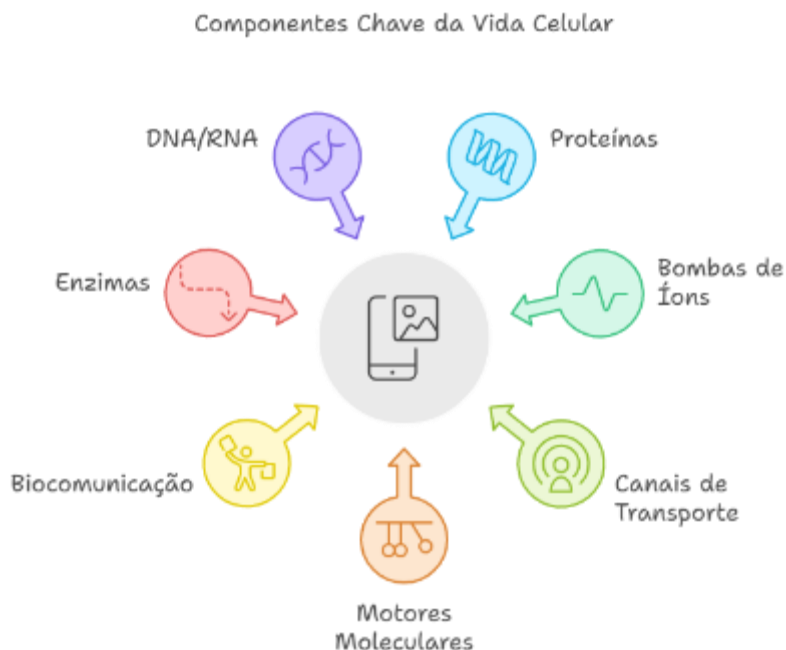 Componentes Chave da Vida Celular
DNA/RNA
Proteínas
Enzimas
Bombas de
Íons
Biocomunicação
Canais de
Transporte
Motores
Moleculares